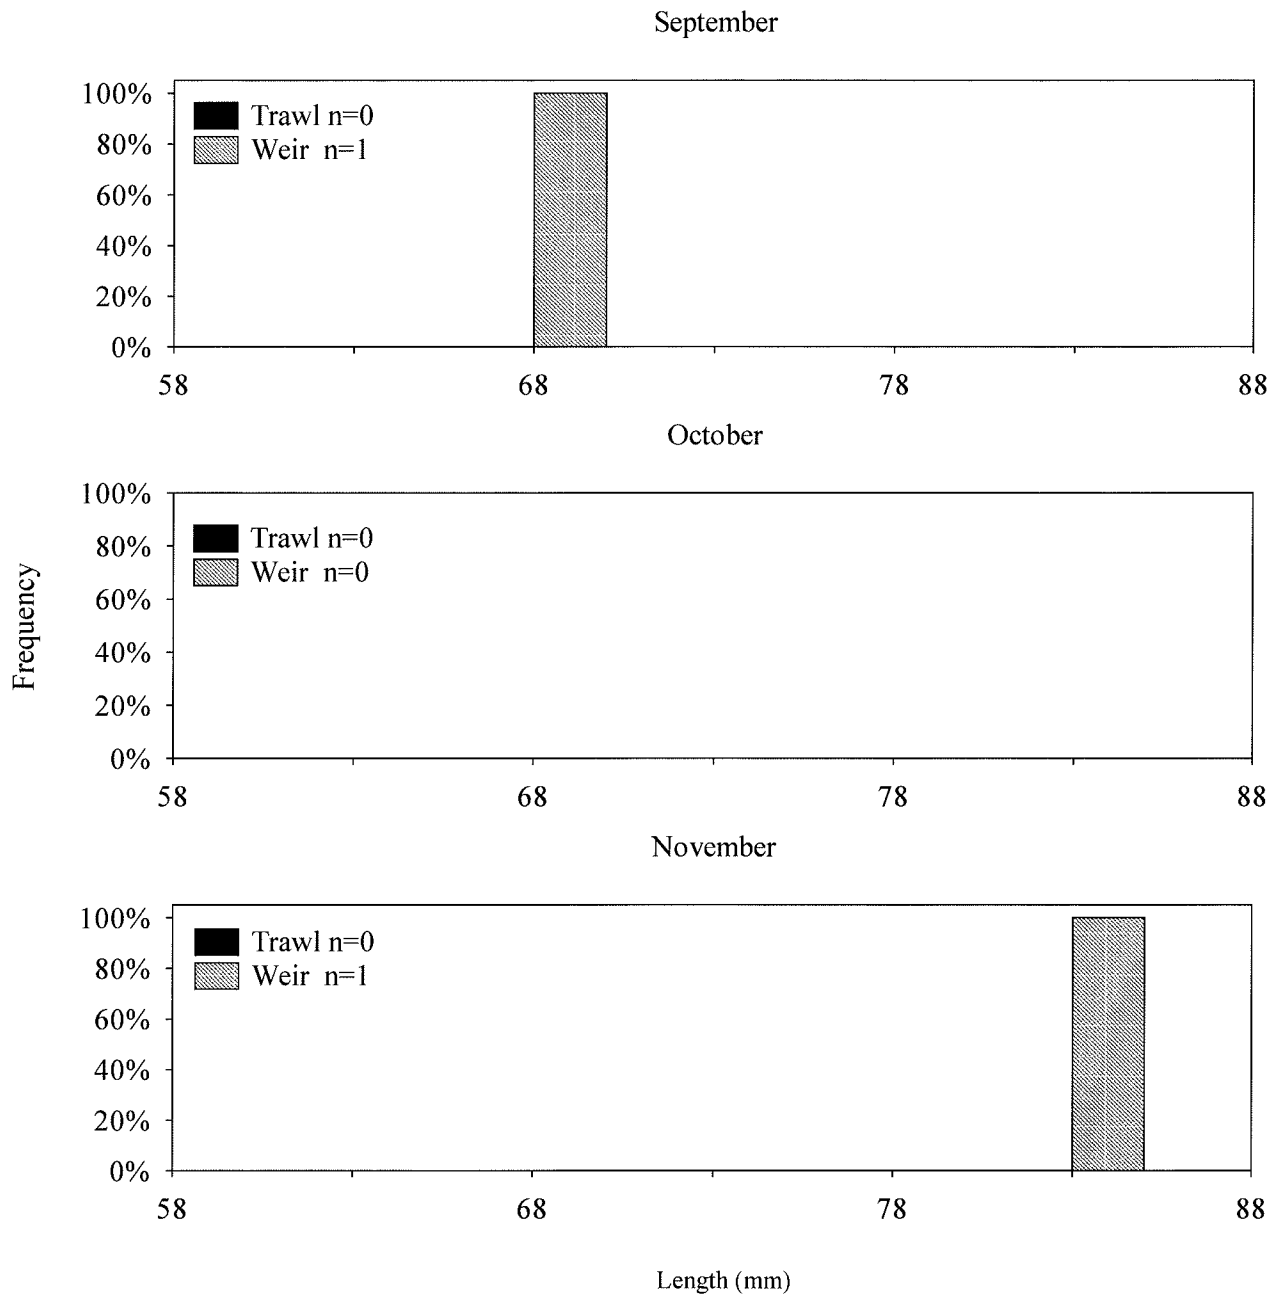 September
100%
80%
60%
40%
20%
0%
Trawl n=0
Weir n=1
58 68 78 88
October
100%
80%
60%
40%
20%
0%
Trawl n=0
Weir n=0
58 68 78 88
Frequency
November
100%
80%
60%
40%
20%
0%
Trawl n=0
Weir n=1
58 68 78 88
Length (mm)